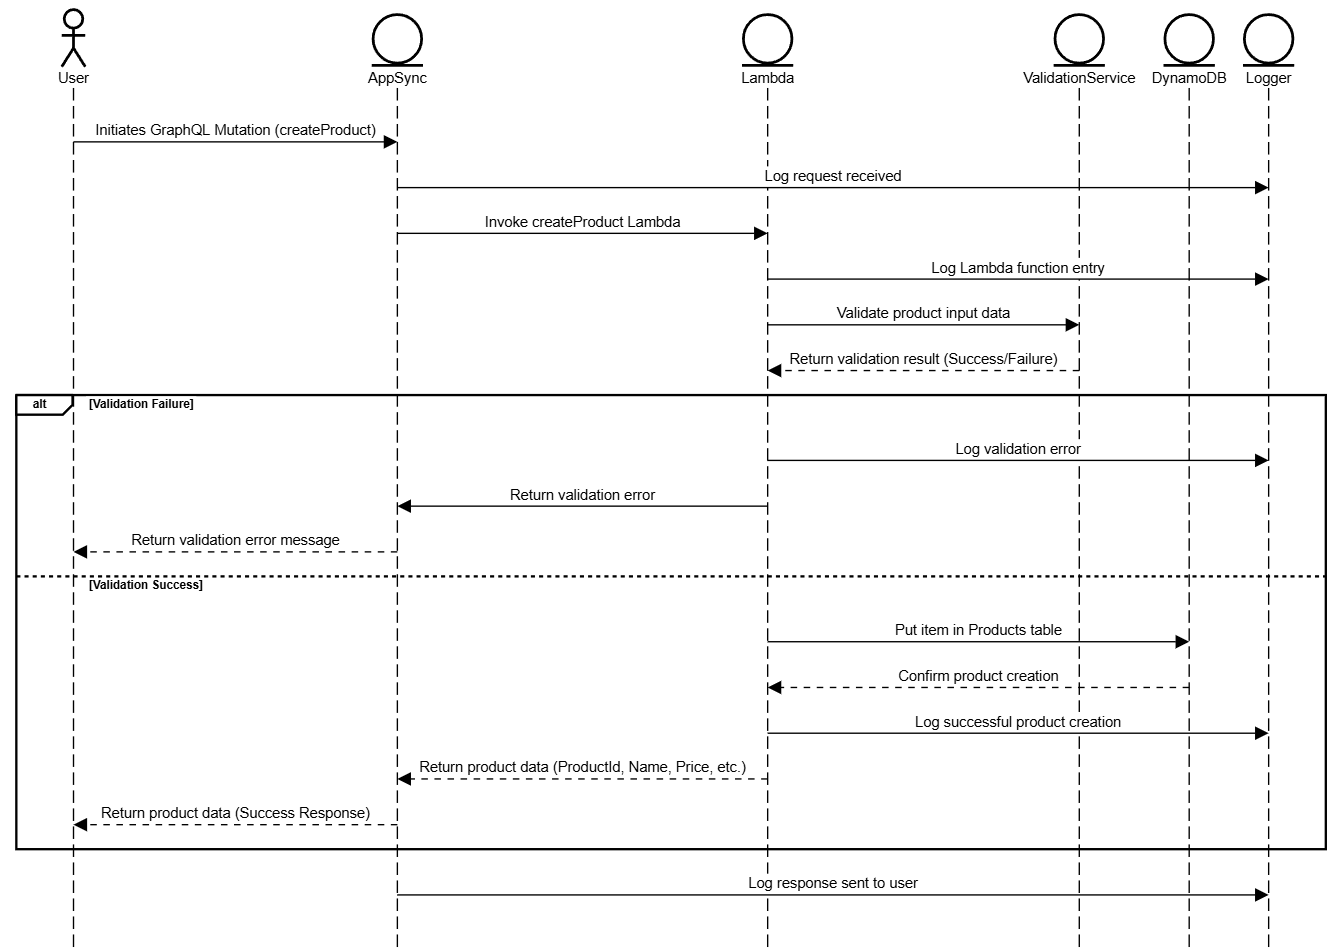 User
AppSync
Lambda
ValidationService
DynamoDB
Logger
Initiates GraphQL Mutation (createProduct)
Log request received
Invoke createProduct Lambda
Log Lambda function entry
Validate product input data
Return validation result (Success/Failure)
alt
[Validation Failure]
Log validation error
Return validation error
Return validation error message
[Validation Success]
Put item in Products table
Confirm product creation
Log successful product creation
Return product data (ProductId, Name, Price, etc.)
Return product data (Success Response)
Log response sent to user